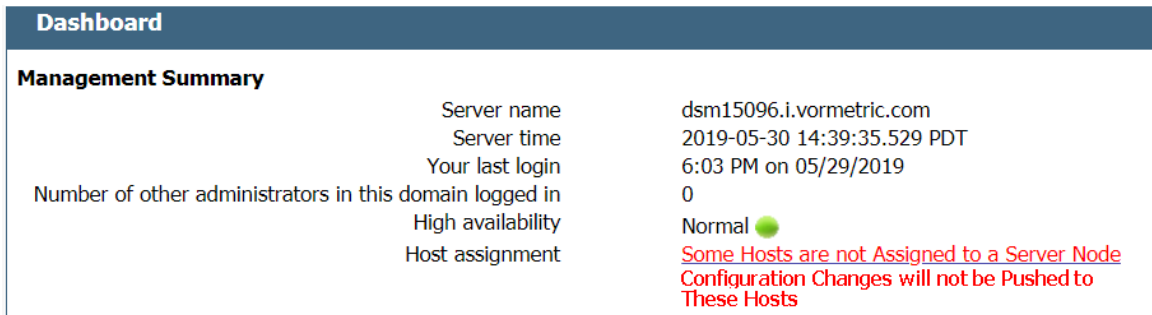 Dashboard
Management Summary
Server name dsm15096.i.vormetric.com
Server time 2019-05-30 14:39:35.529 PDT
Your last login 6:03 PM on 05/29/2019
Number of other administrators in this domain logged in 0
High availability Normal
Host assignment Some Hosts are not Assigned to a Server Node
Configuration Changes will not be Pushed to
These Hosts